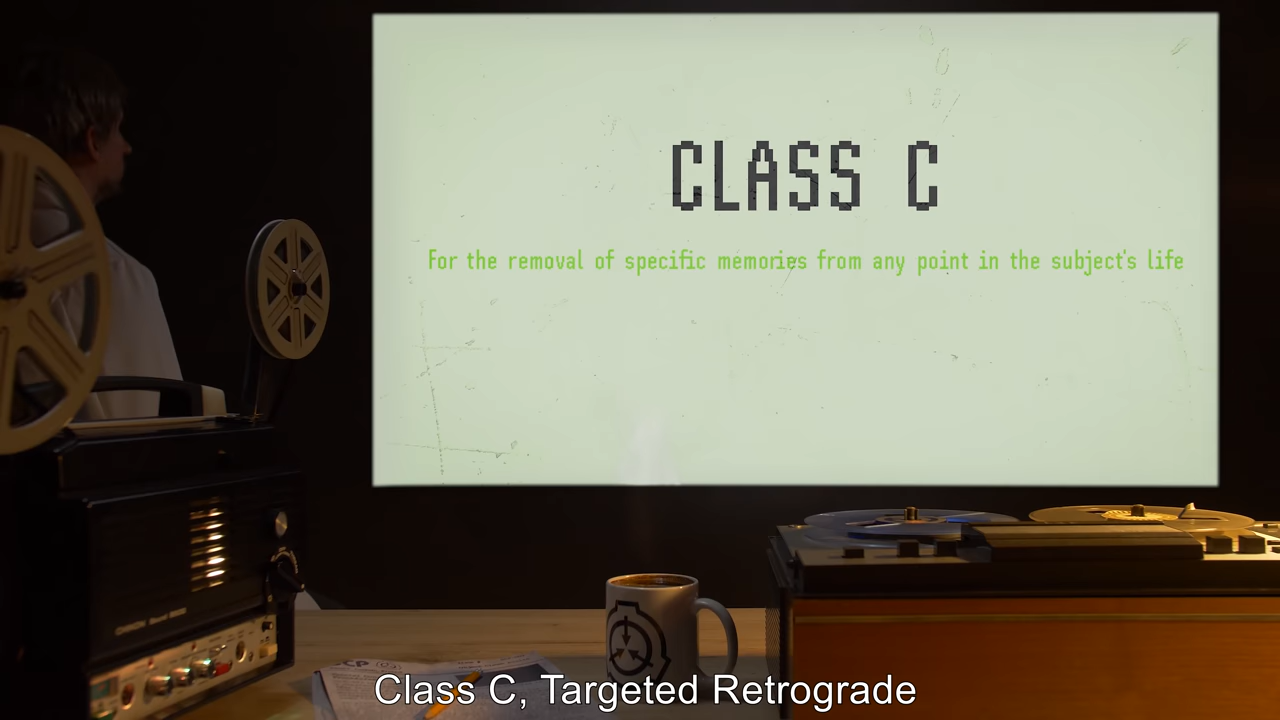 CLASS C
For the removal of specific memories from any point in the subject's life
Class C, Targeted Retrograde